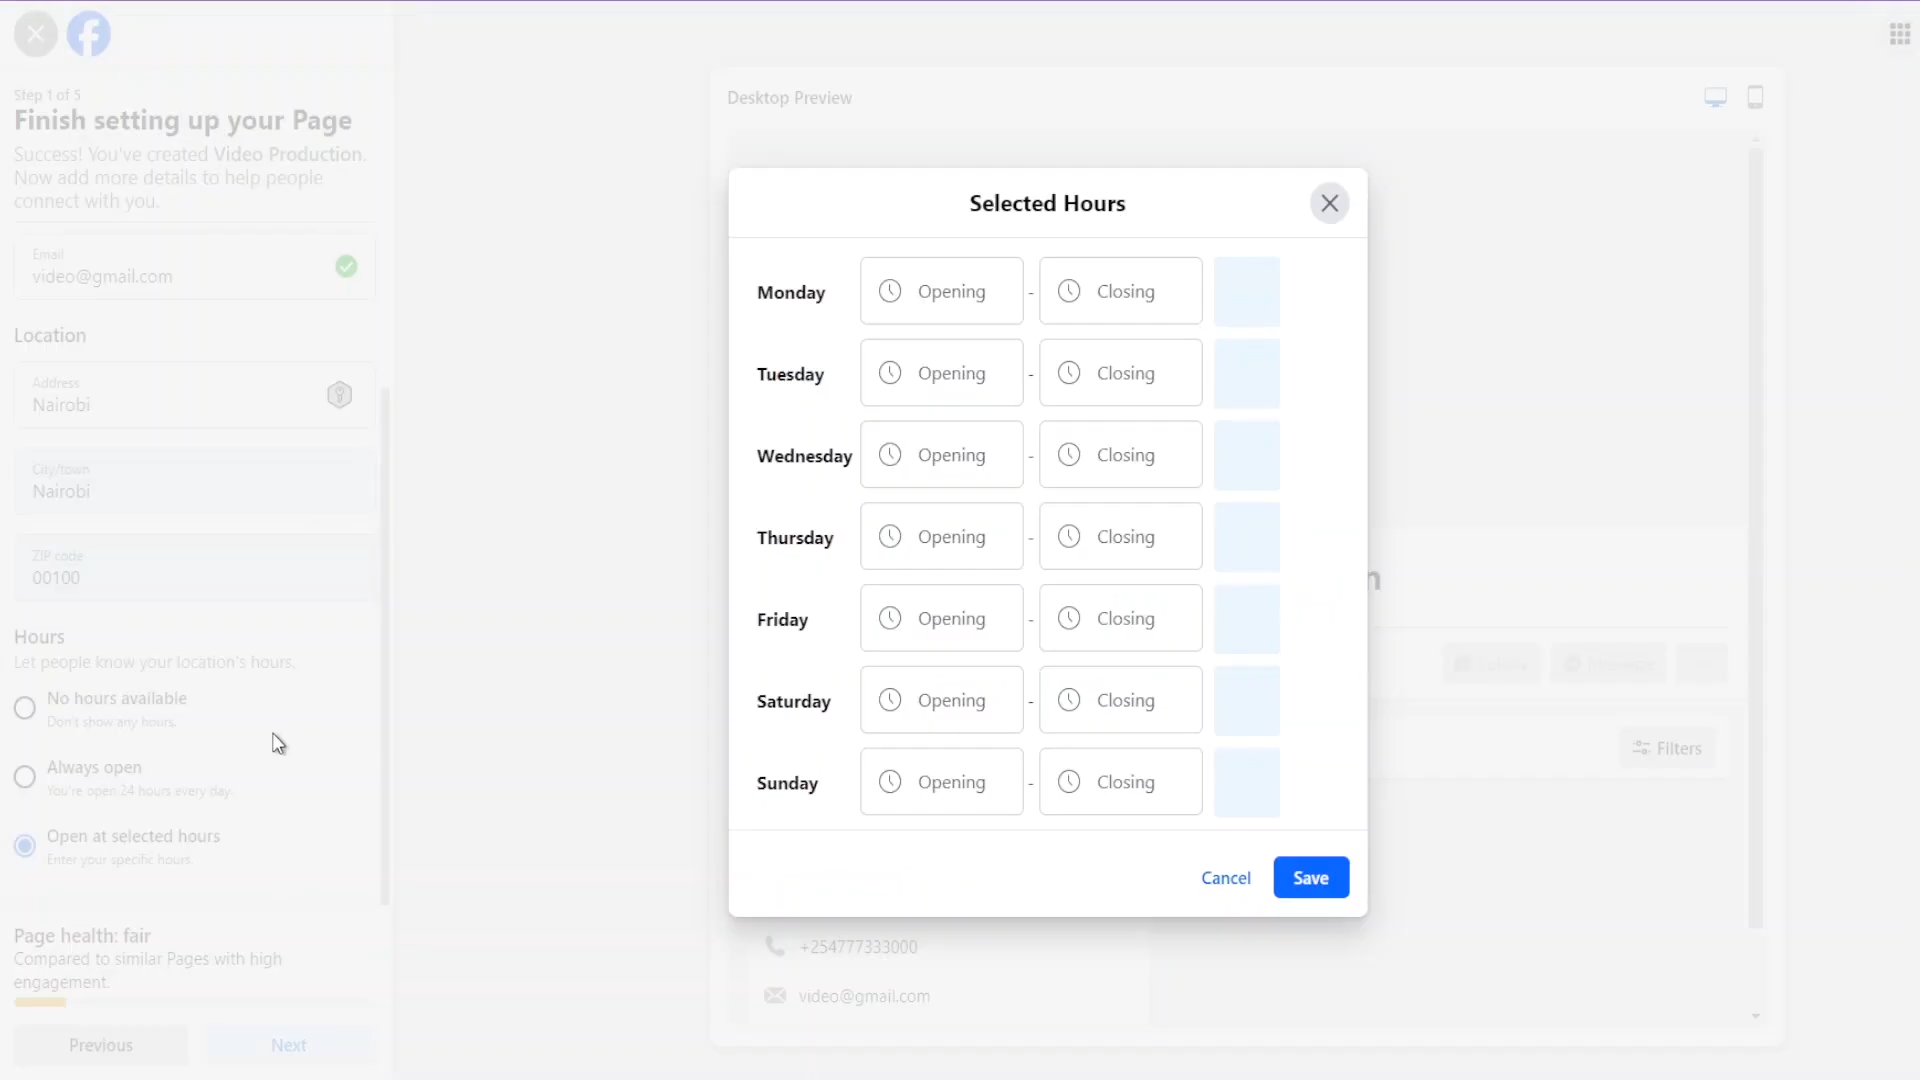 Step 1 of 5
Finish setting up your Page
Success! You've created Video Production.
Now add more details to help people
connect with you.
Email
video@gmail.com
Location
Address
Nairobi
City/town
Nairobi
ZIP code
00100
Hours
Let people know your location's hours.
No hours available
Don't show any hours.
Always open
You're open 24 hours every day.
Open at selected hours
Enter your specific hours.
Page health: fair
Compared to similar Pages with high
engagement.
Previous
Next
Desktop Preview
Selected Hours
Monday Opening - Closing
Tuesday Opening - Closing
Wednesday Opening - Closing
Thursday Opening - Closing
Friday Opening - Closing
Saturday Opening - Closing
Sunday Opening - Closing
Cancel Save
Filters
+254777333000
video@gmail.com